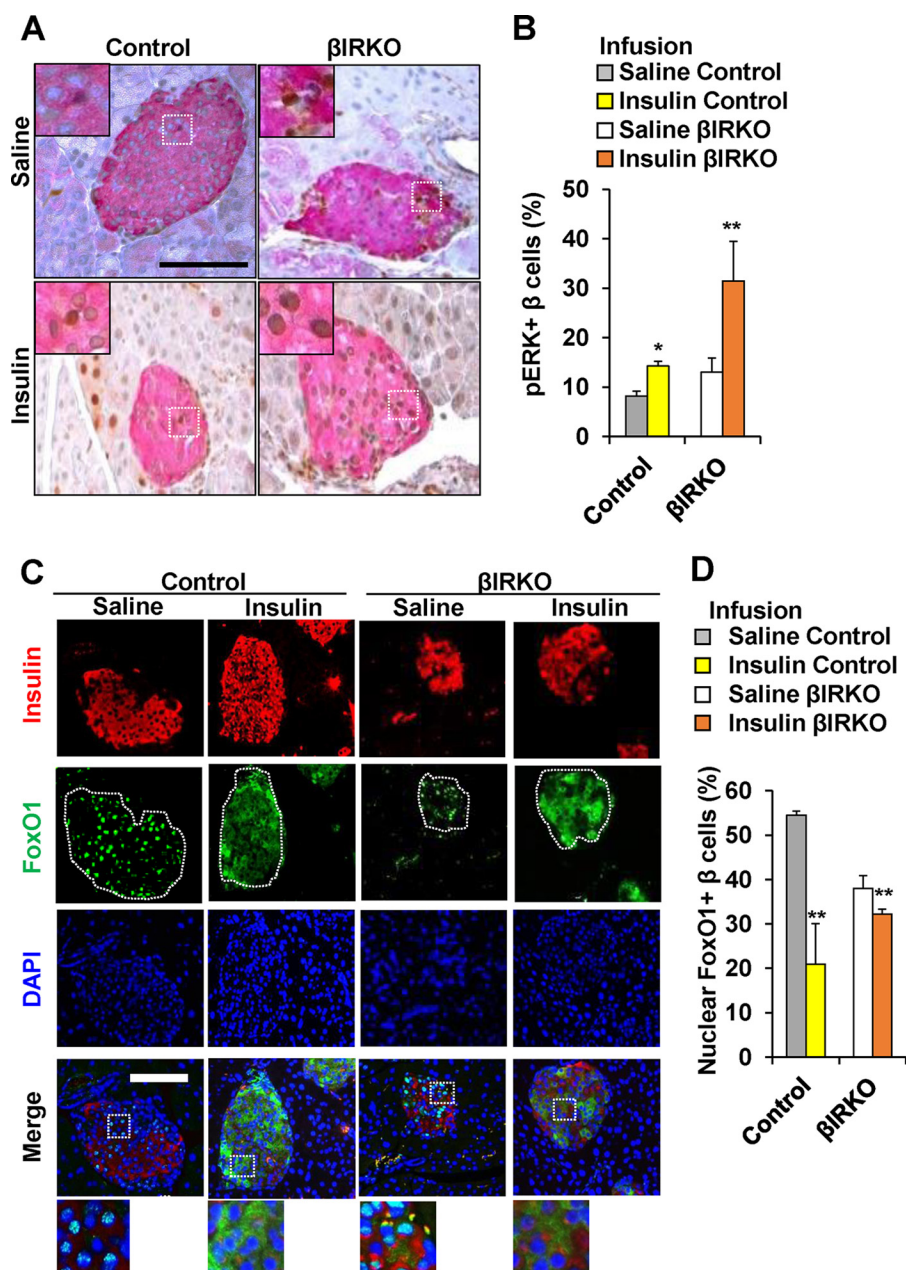 A
Control
βIRKO
Saline
Insulin
B
Infusion
Saline Control
Insulin Control
Saline βIRKO
Insulin βIRKO
pERK+ β cells (%)
50
40
30
20
10
0
*
**
Control
βIRKO
C
Control
βIRKO
Saline
Insulin
Saline
Insulin
Insulin
FoxO1
DAPI
Merge
D
Infusion
Saline Control
Insulin Control
Saline βIRKO
Insulin βIRKO
Nuclear FoxO1+ β cells (%)
60
50
40
30
20
10
0
**
**
Control
βIRKO